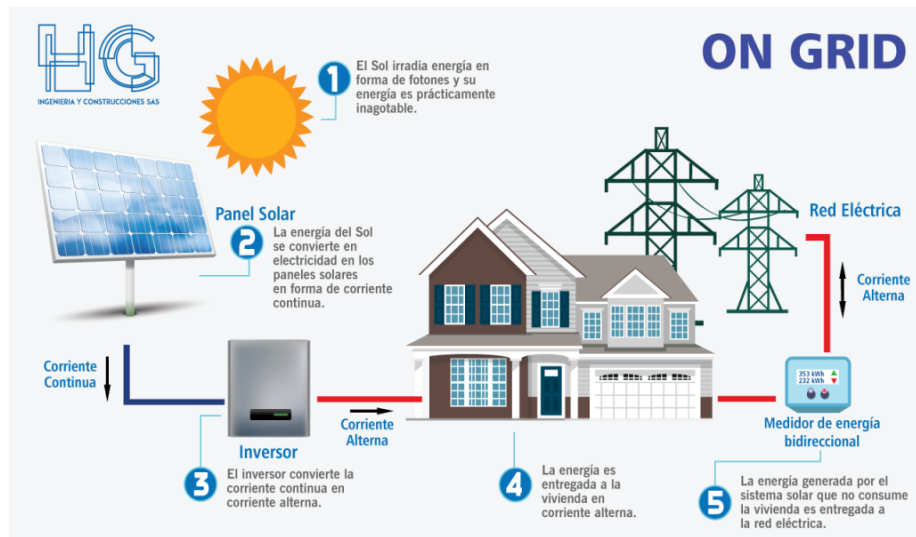 HG
INGENIERIA Y CONSTRUCCIONES SAS
ON GRID
1
El Sol irradia energía en
forma de fotones y su
energía es prácticamente
inagotable.
Panel Solar
2
La energía del Sol
se convierte en
electricidad en los
paneles solares
en forma de corriente
continua.
Red Eléctrica
Corriente
Alterna
Corriente
Continua
Inversor
3
El inversor convierte la
corriente continua en
corriente alterna.
Corriente
Alterna
4
La energía es
entregada a la
vivienda en
corriente alterna.
353 kWh
232 kWh
Medidor de energía
bidireccional
5
La energía generada por el
sistema solar que no consume
la vivienda es entregada a
la red eléctrica.